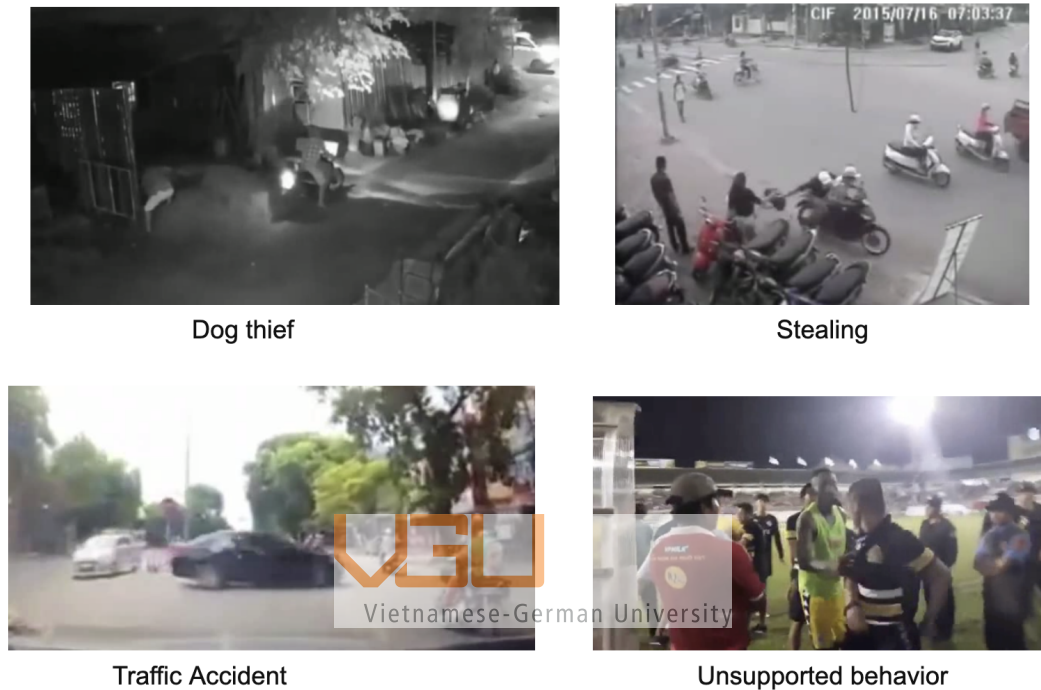 CIF 2015/07/16 07:03:37
Dog thief
Stealing
VGU
Vietnamese-German University
Traffic Accident
Unsupported behavior